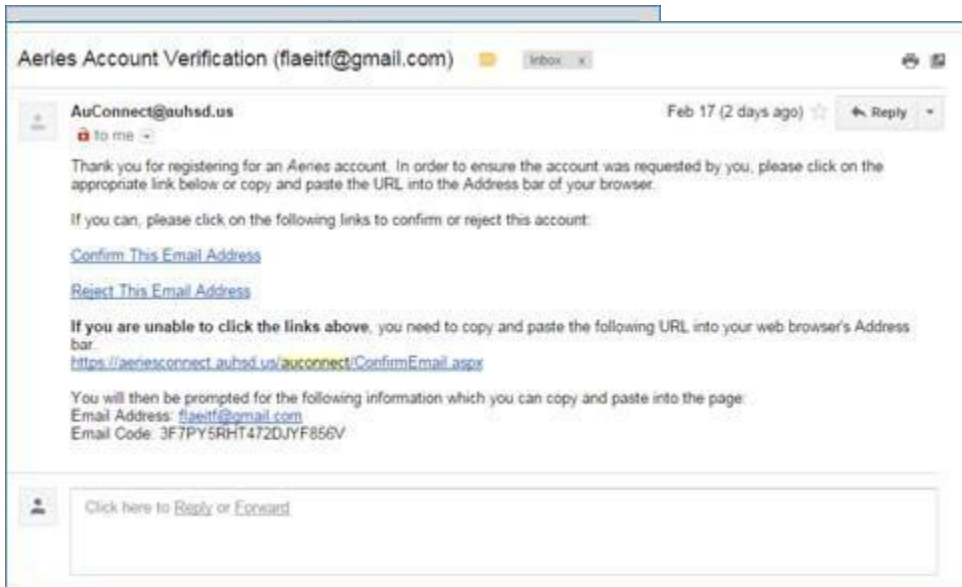 Aeries Account Verification (flaeitf@gmail.com) Inbox x
AuConnect@auhsd.us Feb 17 (2 days ago) Reply
to me
Thank you for registering for an Aeries account. In order to ensure the account was requested by you, please click on the
appropriate link below or copy and paste the URL into the Address bar of your browser.
If you can, please click on the following links to confirm or reject this account:
Confirm This Email Address
Reject This Email Address
If you are unable to click the links above, you need to copy and paste the following URL into your web browser's Address
bar.
https://aeriesconnect.auhsd.us/auconnect/ConfirmEmail.aspx
You will then be prompted for the following information which you can copy and paste into the page:
Email Address: flaeitf@gmail.com
Email Code: 3F7PY5RHT472DJYF856V
Click here to Reply or Forward